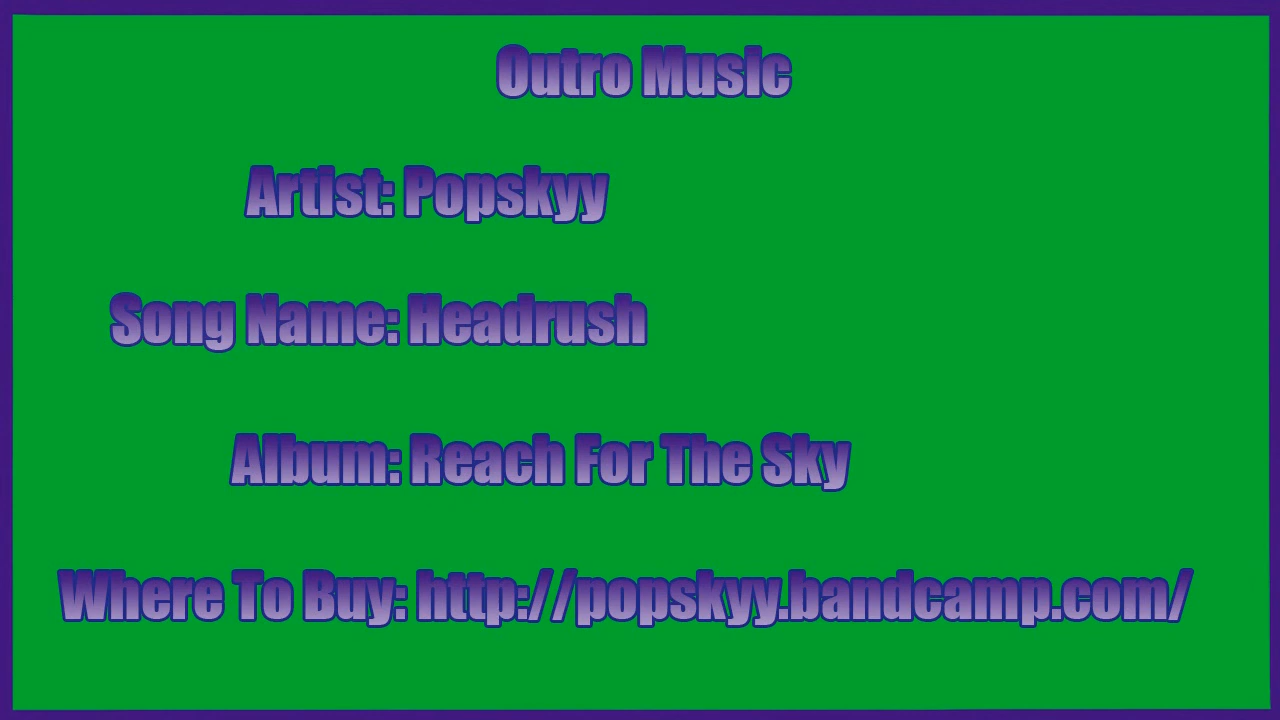 Outro Music
Artist: Popskyy
Song Name: Headrush
Album: Reach For The Sky
Where To Buy: http://popskyy.bandcamp.com/